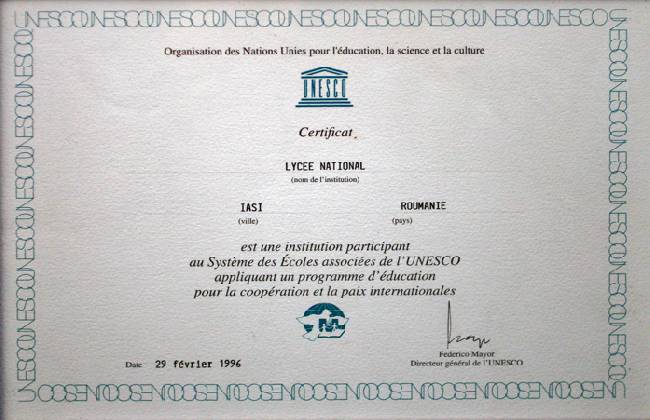 Organisation des Nations Unies pour l'éducation, la science et la culture
UNESCO
Certificat
LYCEE NATIONAL
(nom de l'institution)
IASI ROUMANIE
(ville) (pays)
est une institution participant
au Système des Écoles associées de l'UNESCO
appliquant un programme d'éducation
pour la coopération et la paix internationales
Federico Mayor
Date 29 février 1996 Directeur général de l'UNESCO